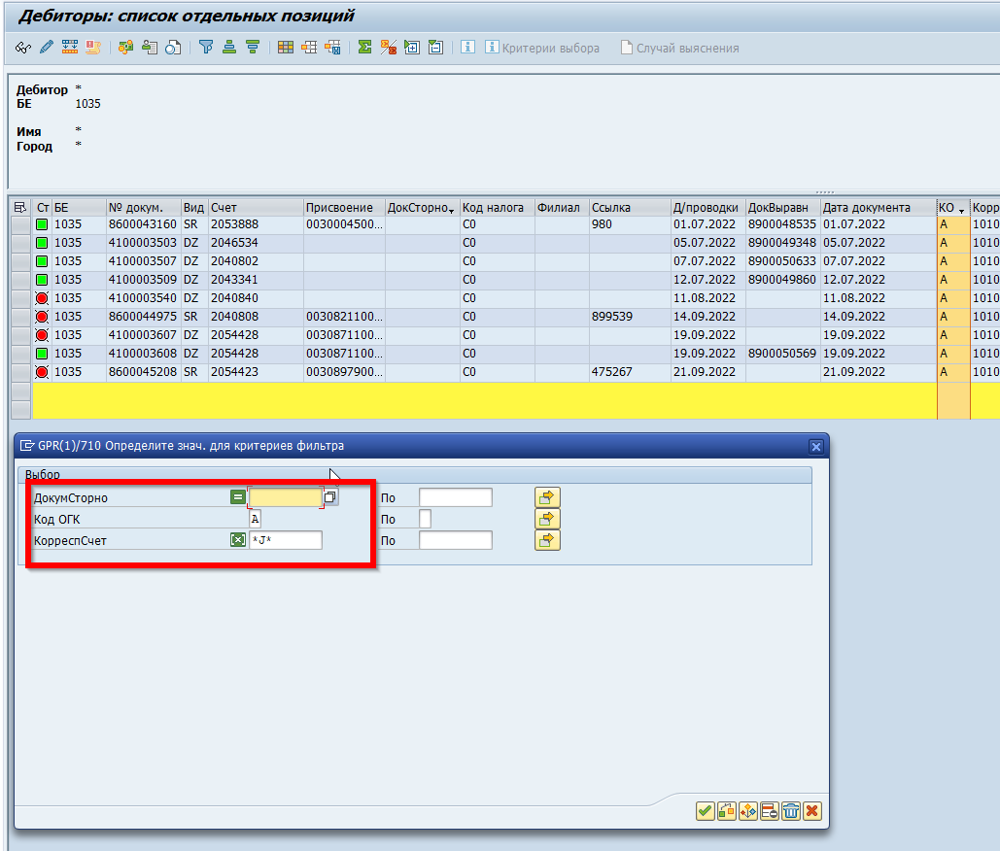 Дебиторы: список отдельных позиций
Критерии выбора Случай выяснения
Дебитор *
БЕ 1035
Имя *
Город *
Ст БЕ № докум. Вид Счет Присвоение ДокСторно Код налога Филиал Ссылка Д/проводки ДокВыравн Дата документа КО Корр
1035 8600043160 SR 2053888 0030004500... C0 980 01.07.2022 8900048535 01.07.2022 A 1010
1035 4100003503 DZ 2046534 C0 05.07.2022 8900049348 05.07.2022 A 1010
1035 4100003507 DZ 2040802 C0 07.07.2022 8900050633 07.07.2022 A 1010
1035 4100003509 DZ 2043341 C0 12.07.2022 8900049860 12.07.2022 A 1010
1035 4100003540 DZ 2040840 C0 11.08.2022 11.08.2022 A 1010
1035 8600044975 SR 2040808 0030821100... C0 899539 14.09.2022 14.09.2022 A 1010
1035 4100003607 DZ 2054428 0030871100... C0 19.09.2022 19.09.2022 A 1010
1035 4100003608 DZ 2054428 0030871100... C0 19.09.2022 8900050569 19.09.2022 A 1010
1035 8600045208 SR 2054423 0030897900... C0 475267 21.09.2022 21.09.2022 A 1010
GPR(1)/710 Определите знач. для критериев фильтра
Выбор
ДокумСторно По
Код ОГК A По
КорреспСчет *J* По